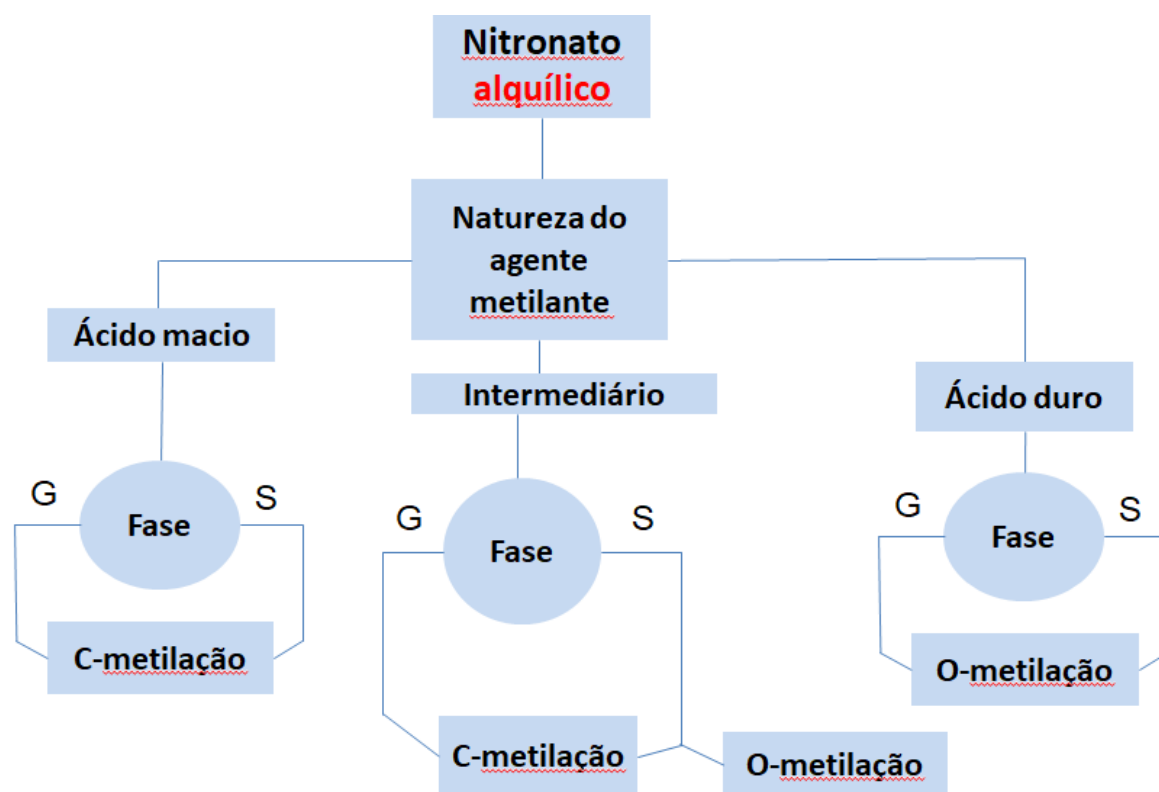 Nitronato
alquílico
Natureza do
agente
metilante
Ácido macio
Intermediário
Ácido duro
G
Fase
S
G
Fase
S
G
Fase
S
C-metilação
C-metilação
O-metilação
O-metilação